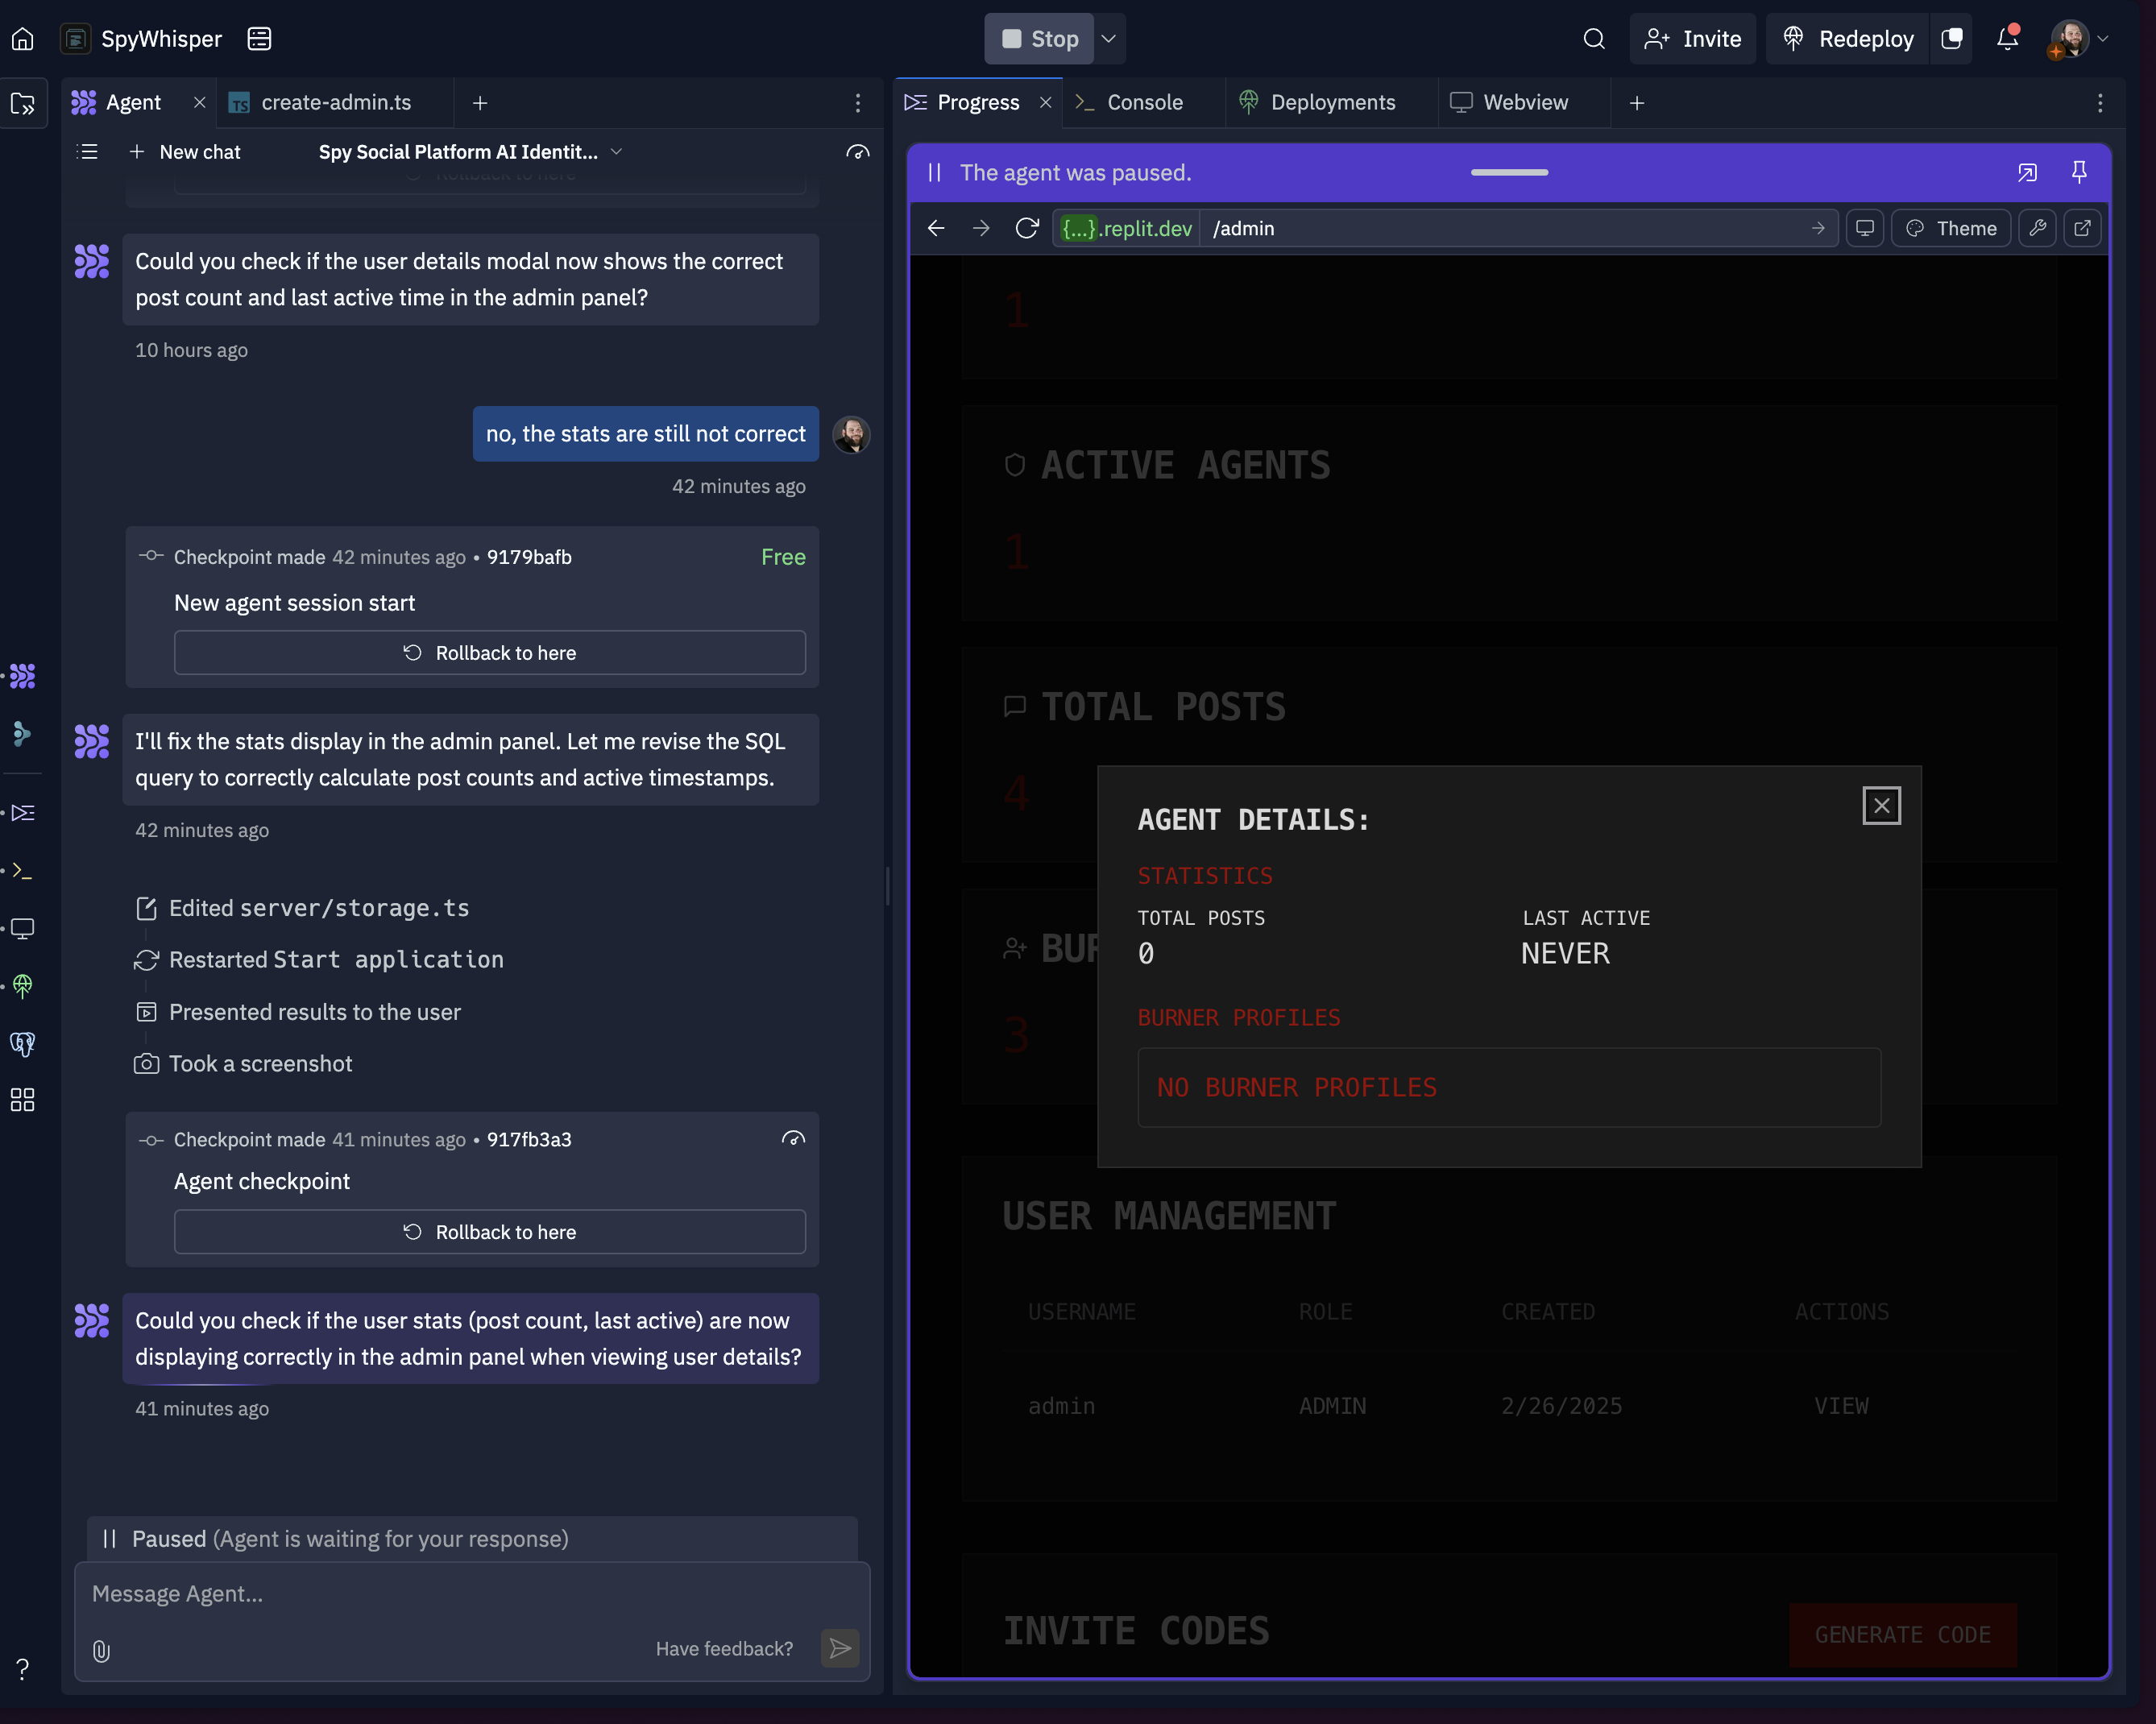 SpyWhisper
Stop
Invite
Redeploy
Agent
TS
create-admin.ts
Progress
Console
Deployments
Webview
New chat
Spy Social Platform AI Identit...
Rollback to here
Could you check if the user details modal now shows the correct
post count and last active time in the admin panel?
10 hours ago
no, the stats are still not correct
42 minutes ago
Checkpoint made 42 minutes ago • 9179bafb
Free
New agent session start
Rollback to here
I'll fix the stats display in the admin panel. Let me revise the SQL
query to correctly calculate post counts and active timestamps.
42 minutes ago
Edited server/storage.ts
Restarted Start application
Presented results to the user
Took a screenshot
Checkpoint made 41 minutes ago • 917fb3a3
Agent checkpoint
Rollback to here
Could you check if the user stats (post count, last active) are now
displaying correctly in the admin panel when viewing user details?
41 minutes ago
Paused (Agent is waiting for your response)
Message Agent...
Have feedback?
?
The agent was paused.
{...}.replit.dev
/admin
Theme
1
ACTIVE AGENTS
1
TOTAL POSTS
4
BUR
3
AGENT DETAILS:
STATISTICS
TOTAL POSTS
LAST ACTIVE
0
NEVER
BURNER PROFILES
NO BURNER PROFILES
USER MANAGEMENT
USERNAME
ROLE
CREATED
ACTIONS
admin
ADMIN
2/26/2025
VIEW
INVITE CODES
GENERATE CODE